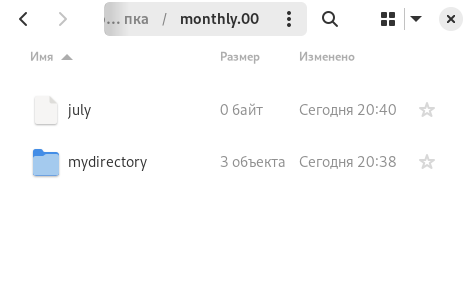 … пка / monthly.00
Имя Размер Изменено
july 0 байт Сегодня 20:40
mydirectory 3 объекта Сегодня 20:38